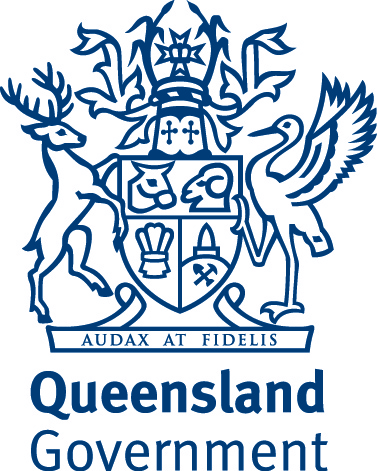 AUDAX AT FIDELIS
Queensland
Government